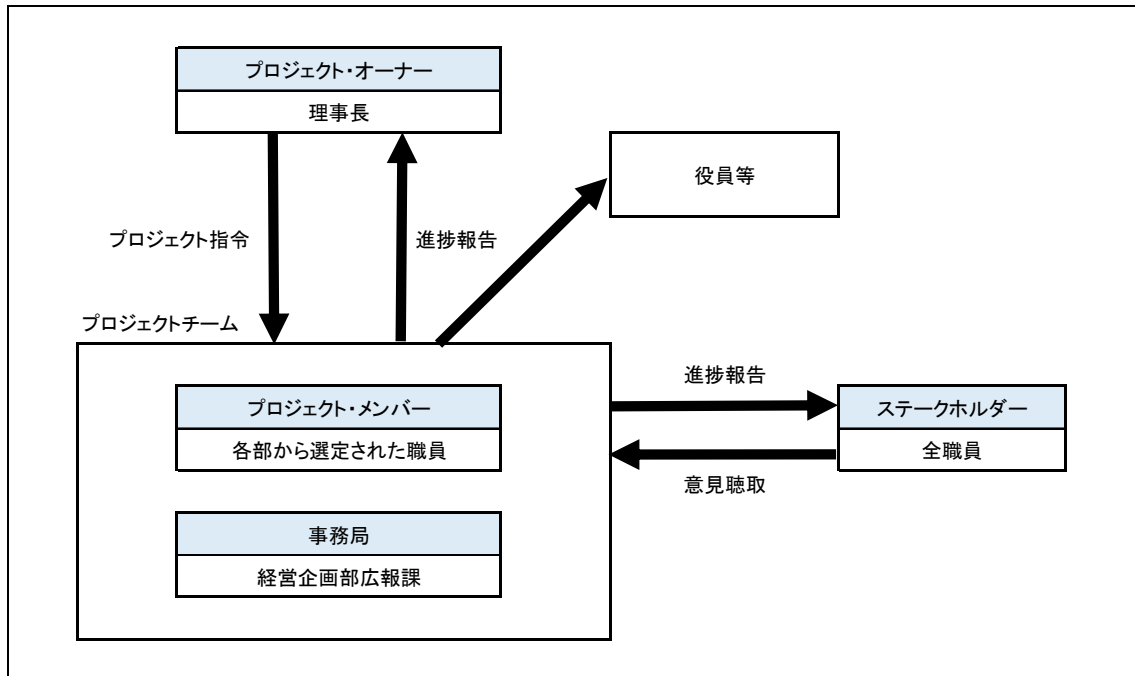 プロジェクト・オーナー
理事長
役員等
プロジェクト指令
進捗報告
プロジェクトチーム
プロジェクト・メンバー
各部から選定された職員
進捗報告
ステークホルダー
全職員
意見聴取
事務局
経営企画部広報課